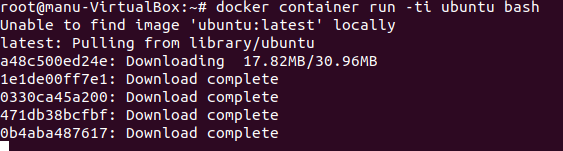 root@manu-VirtualBox:~# docker container run -ti ubuntu bash
Unable to find image 'ubuntu:latest' locally
latest: Pulling from library/ubuntu
a48c500ed24e: Downloading  17.82MB/30.96MB
1e1de00ff7e1: Download complete
0330ca45a200: Download complete
471db38bcfbf: Download complete
0b4aba487617: Download complete